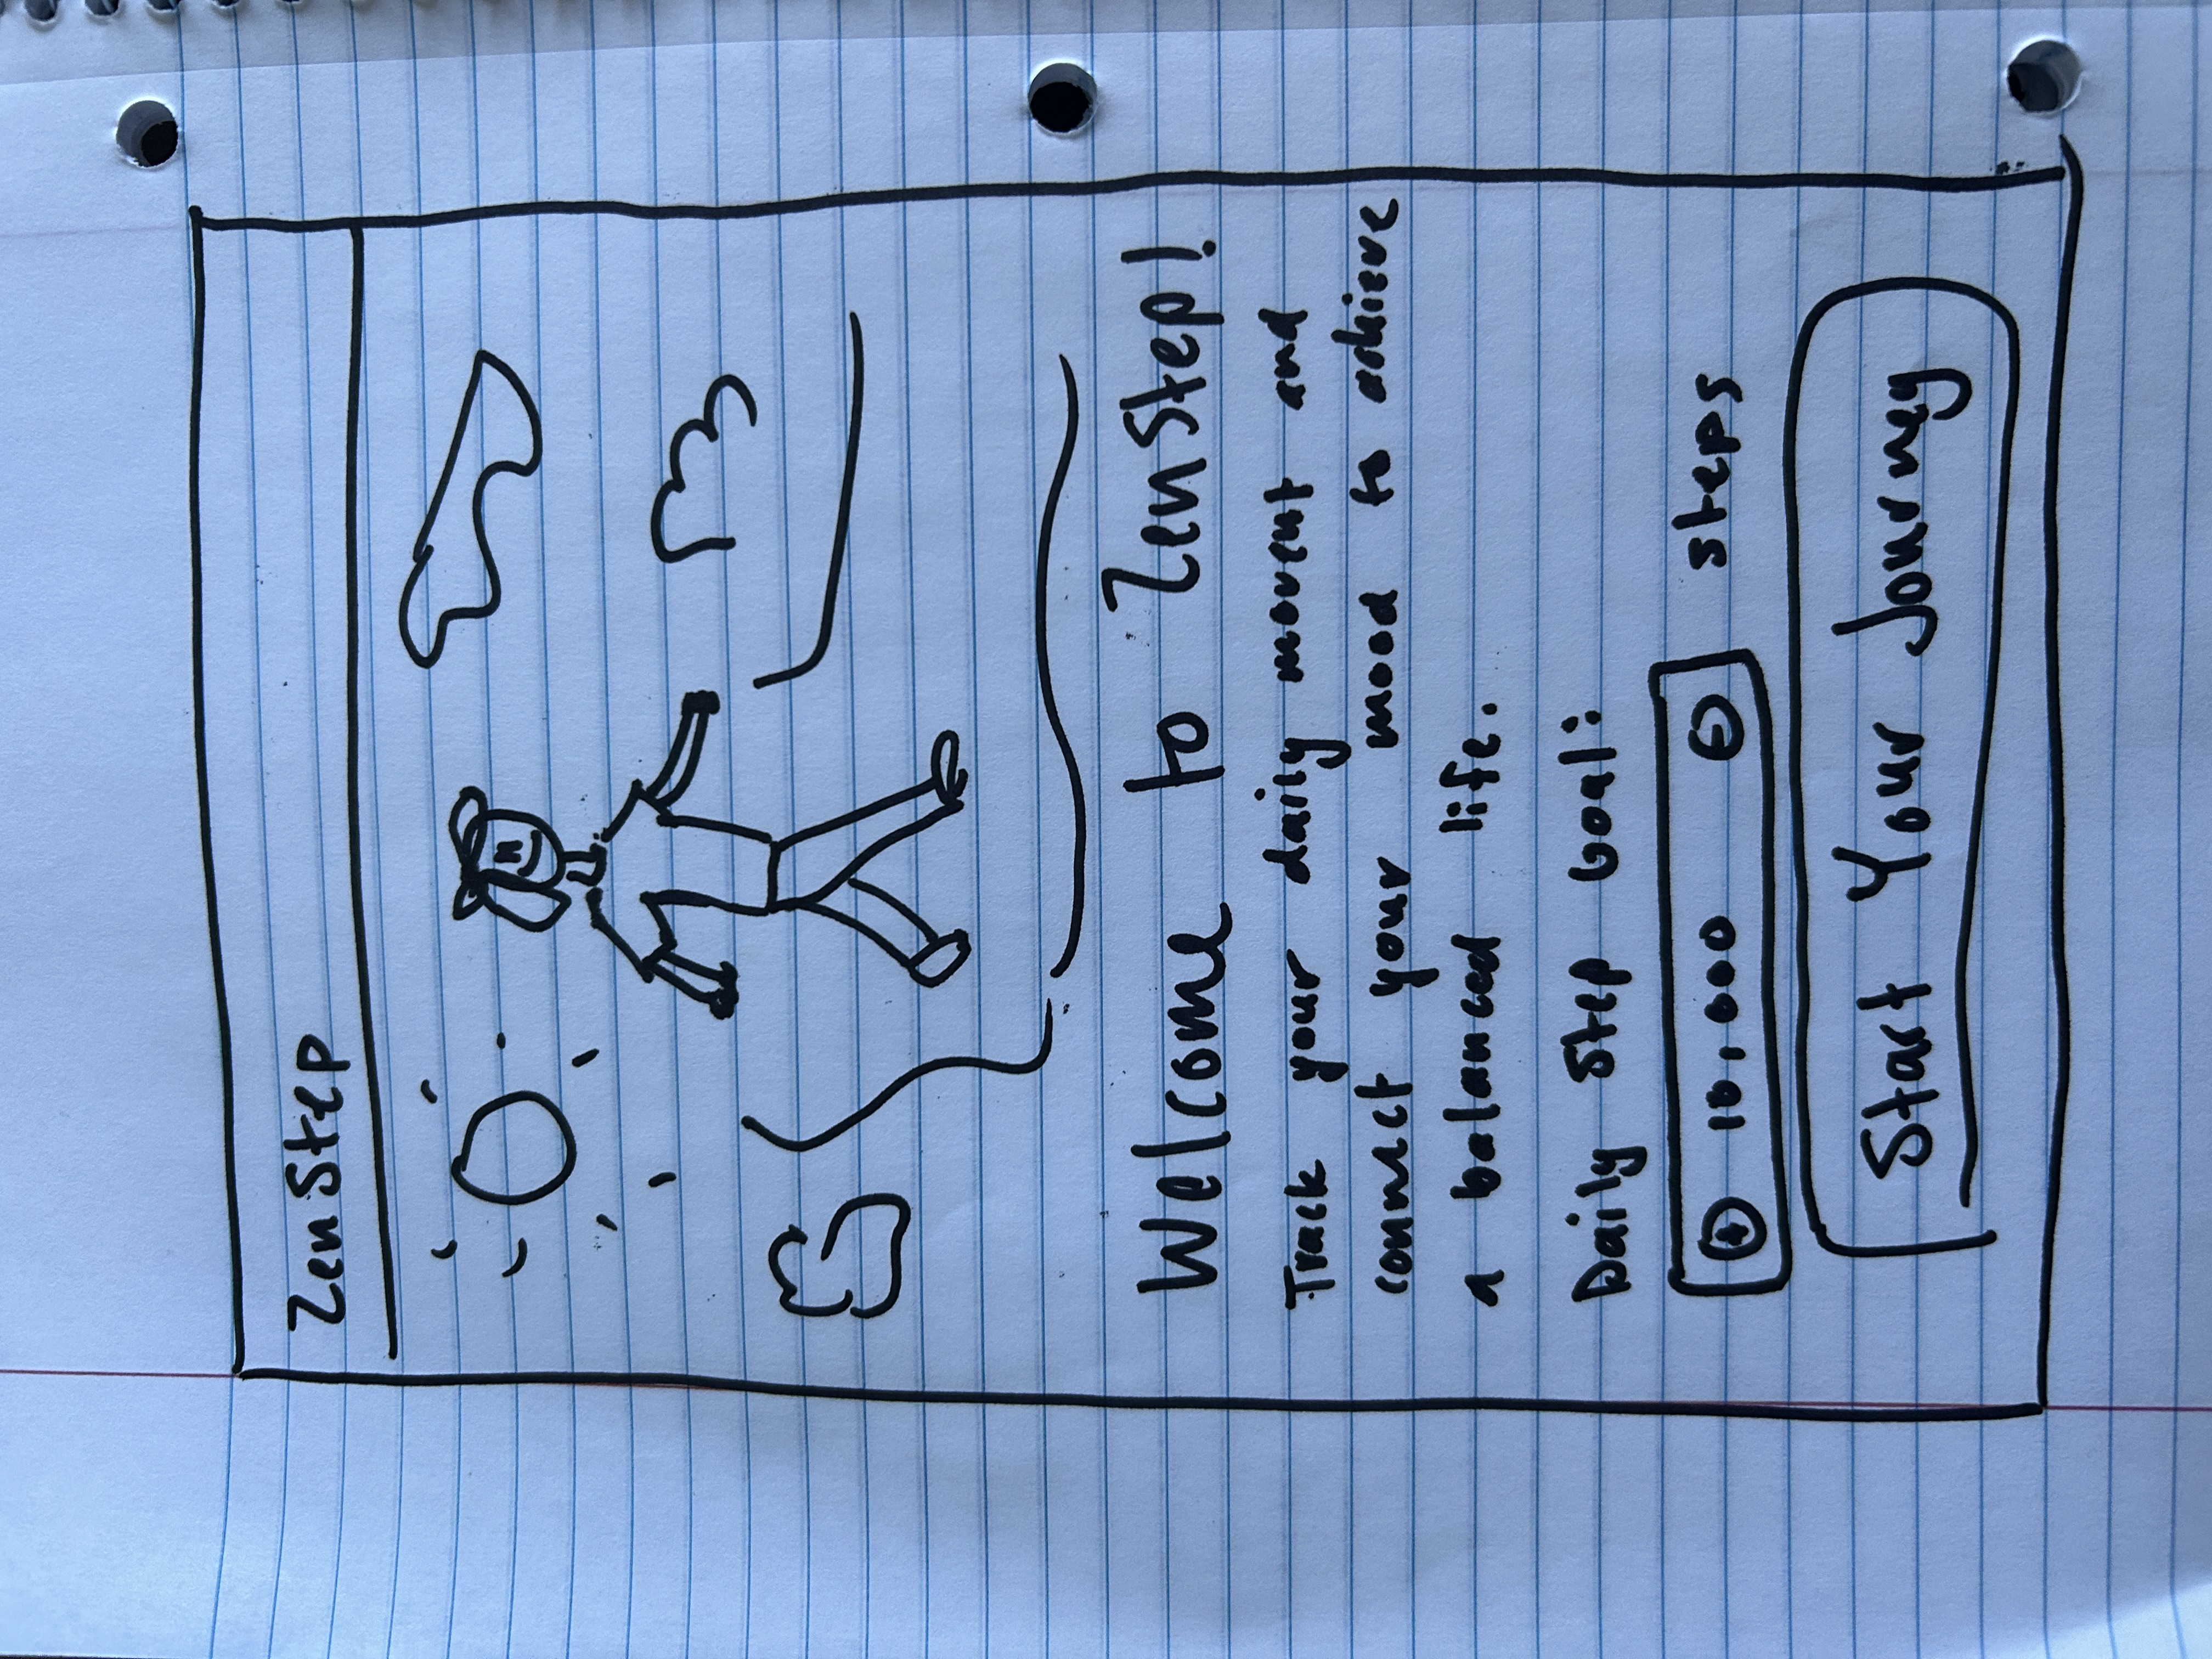 ZenStep
Welcome to ZenStep!
Track your daily movent and
connect your mood to achieve
a balanced life.
Daily Step Goal:
+ 10,000 - steps
Start Your Journey